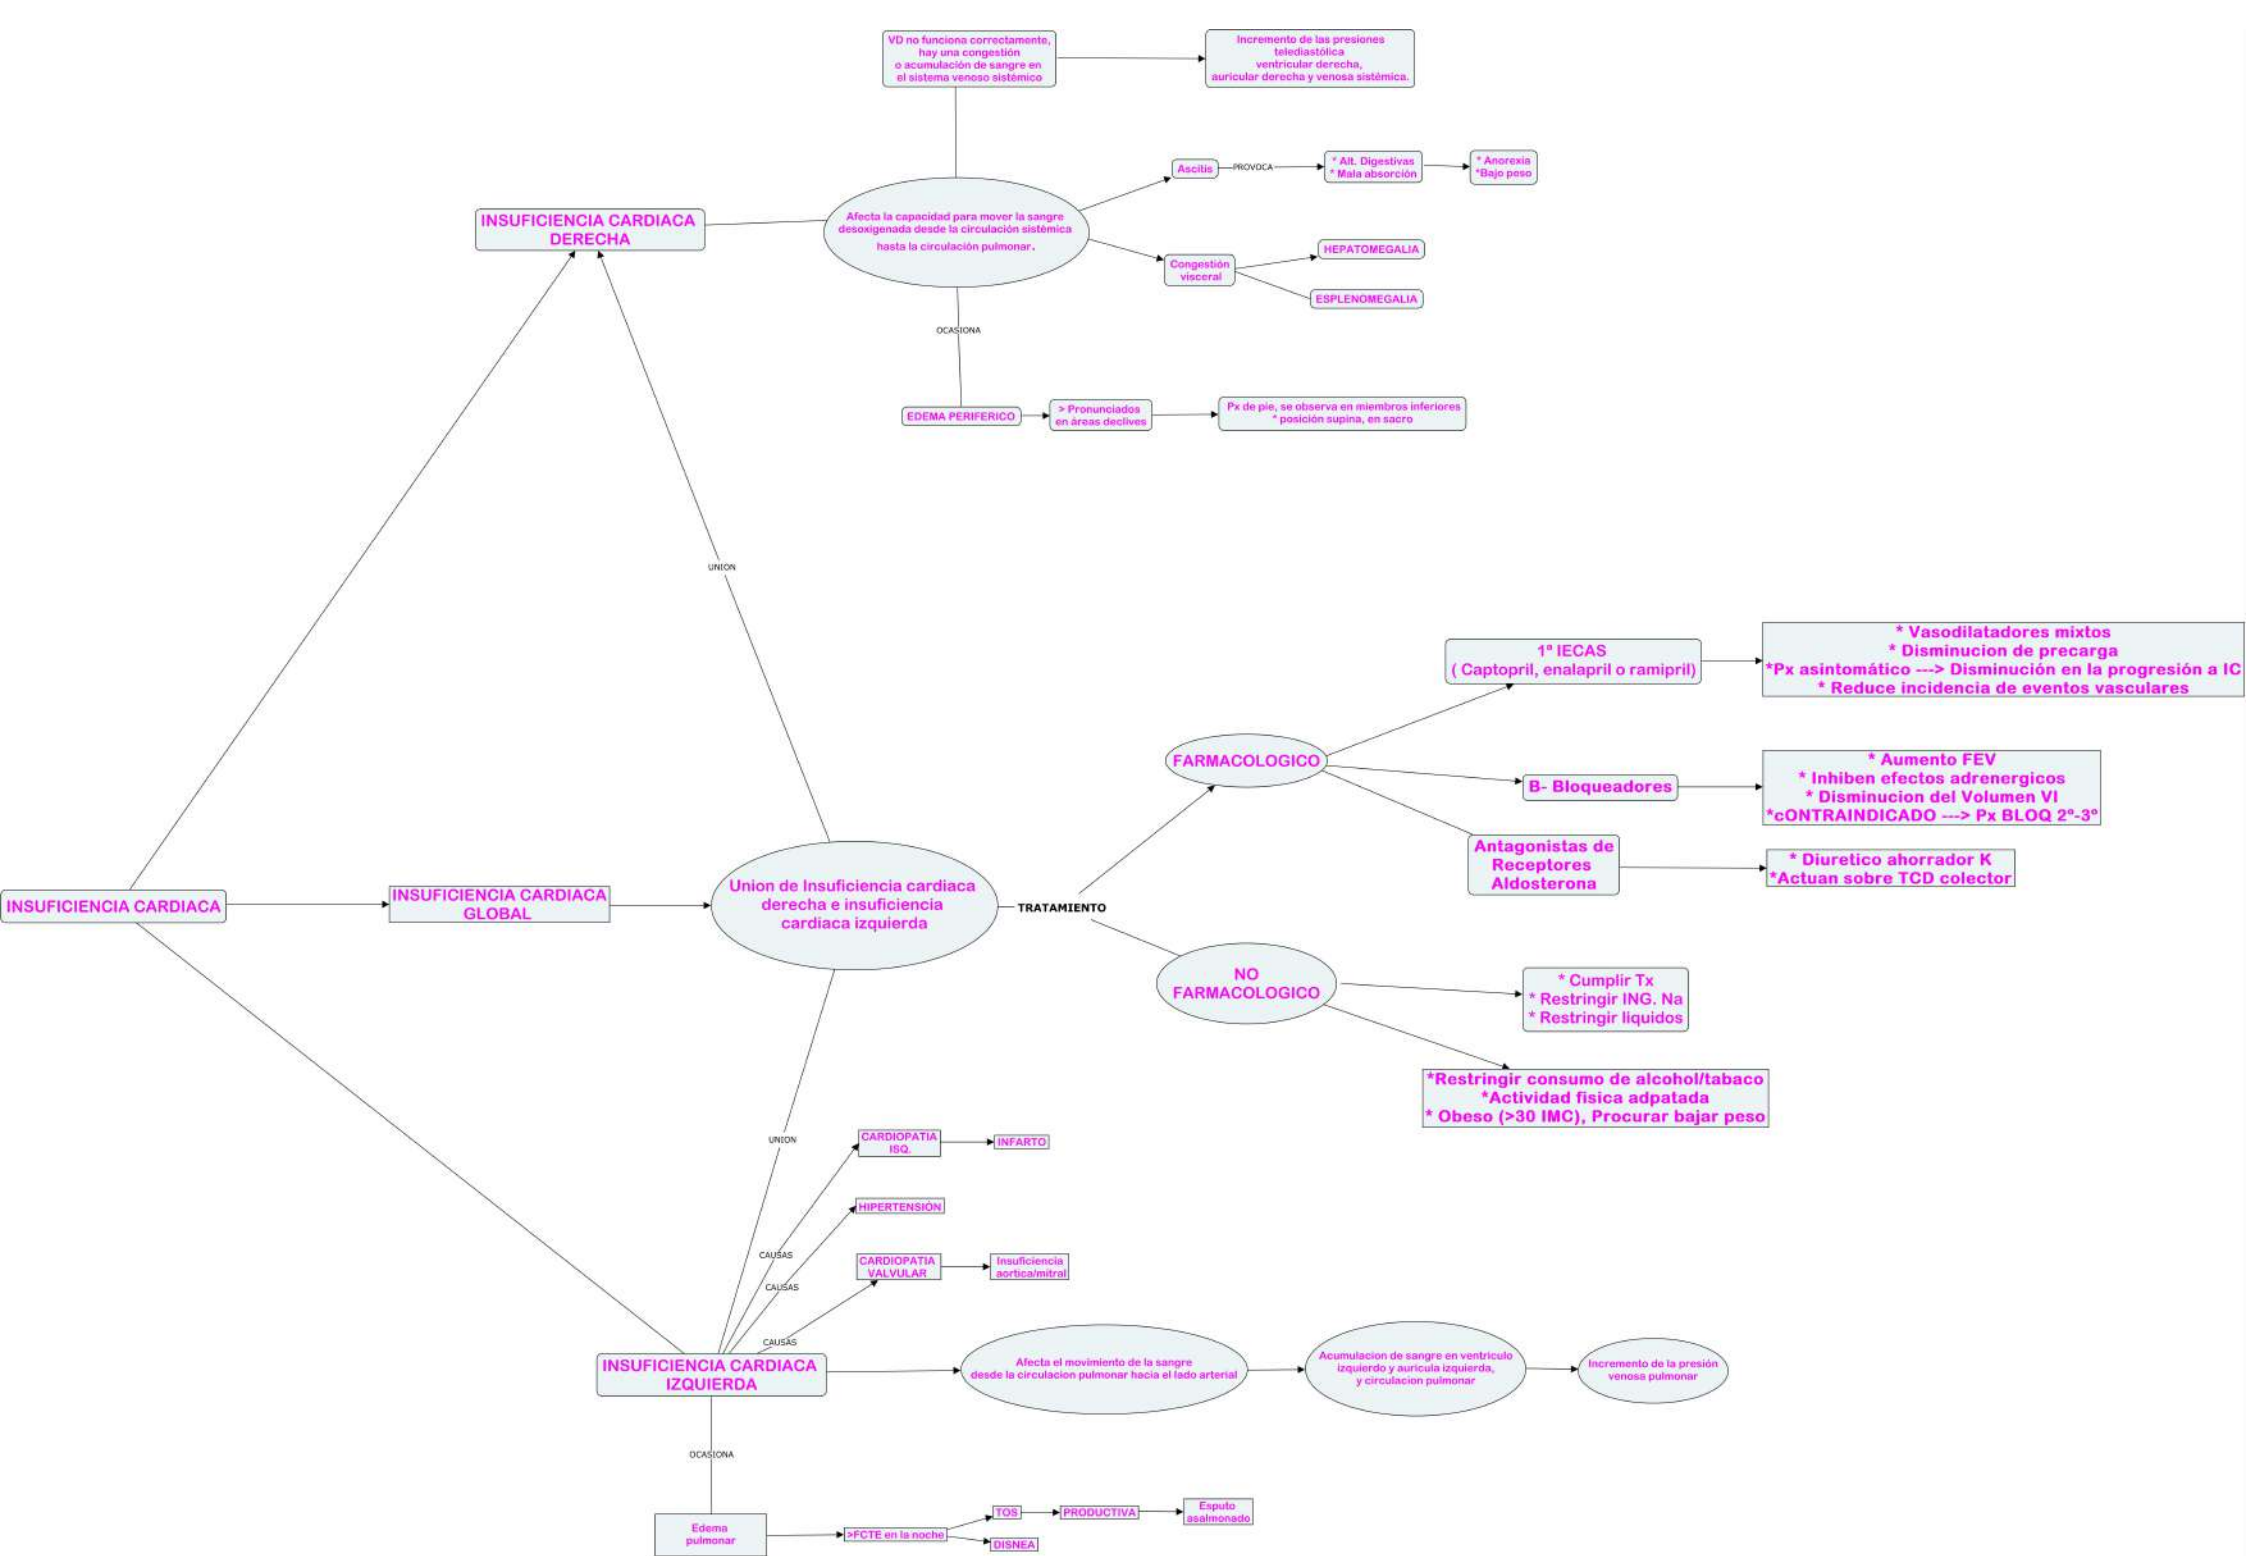 VD no funciona correctamente,
hay una congestión
o acumulación de sangre en
el sistema venoso sistémico
Incremento de las presiones
telediastólica
ventricular derecha,
auricular derecha y venosa sistémica.
Ascitis
PROVOCA
* Alt. Digestivas
* Mala absorción
* Anorexia
*Bajo peso
INSUFICIENCIA CARDIACA
DERECHA
Afecta la capacidad para mover la sangre
desoxigenada desde la circulación sistémica
hasta la circulación pulmonar.
Congestión
visceral
HEPATOMEGALIA
ESPLENOMEGALIA
OCASIONA
EDEMA PERIFERICO
> Pronunciados
en áreas declives
Px de pie, se observa en miembros inferiores
* posición supina, en sacro
UNION
1º IECAS
( Captopril, enalapril o ramipril)
* Vasodilatadores mixtos
* Disminucion de precarga
*Px asintomático ---> Disminución en la progresión a IC
* Reduce incidencia de eventos vasculares
FARMACOLOGICO
B- Bloqueadores
* Aumento FEV
* Inhiben efectos adrenergicos
* Disminucion del Volumen VI
*cONTRAINDICADO ---> Px BLOQ 2º-3º
Antagonistas de
Receptores
Aldosterona
* Diuretico ahorrador K
*Actuan sobre TCD colector
INSUFICIENCIA CARDIACA
INSUFICIENCIA CARDIACA
GLOBAL
Union de Insuficiencia cardiaca
derecha e insuficiencia
cardiaca izquierda
TRATAMIENTO
NO
FARMACOLOGICO
* Cumplir Tx
* Restringir ING. Na
* Restringir liquidos
*Restringir consumo de alcohol/tabaco
*Actividad fisica adpatada
* Obeso (>30 IMC), Procurar bajar peso
UNION
CARDIOPATIA
ISQ.
INFARTO
HIPERTENSIÓN
CAUSAS
CARDIOPATIA
VALVULAR
Insuficiencia
aortica/mitral
CAUSAS
CAUSAS
INSUFICIENCIA CARDIACA
IZQUIERDA
Afecta el movimiento de la sangre
desde la circulacion pulmonar hacia el lado arterial
Acumulacion de sangre en ventriculo
izquierdo y auricula izquierda,
y circulacion pulmonar
Incremento de la presión
venosa pulmonar
OCASIONA
Edema
pulmonar
>FCTE en la noche
TOS
PRODUCTIVA
Esputo
asalmonado
DISNEA